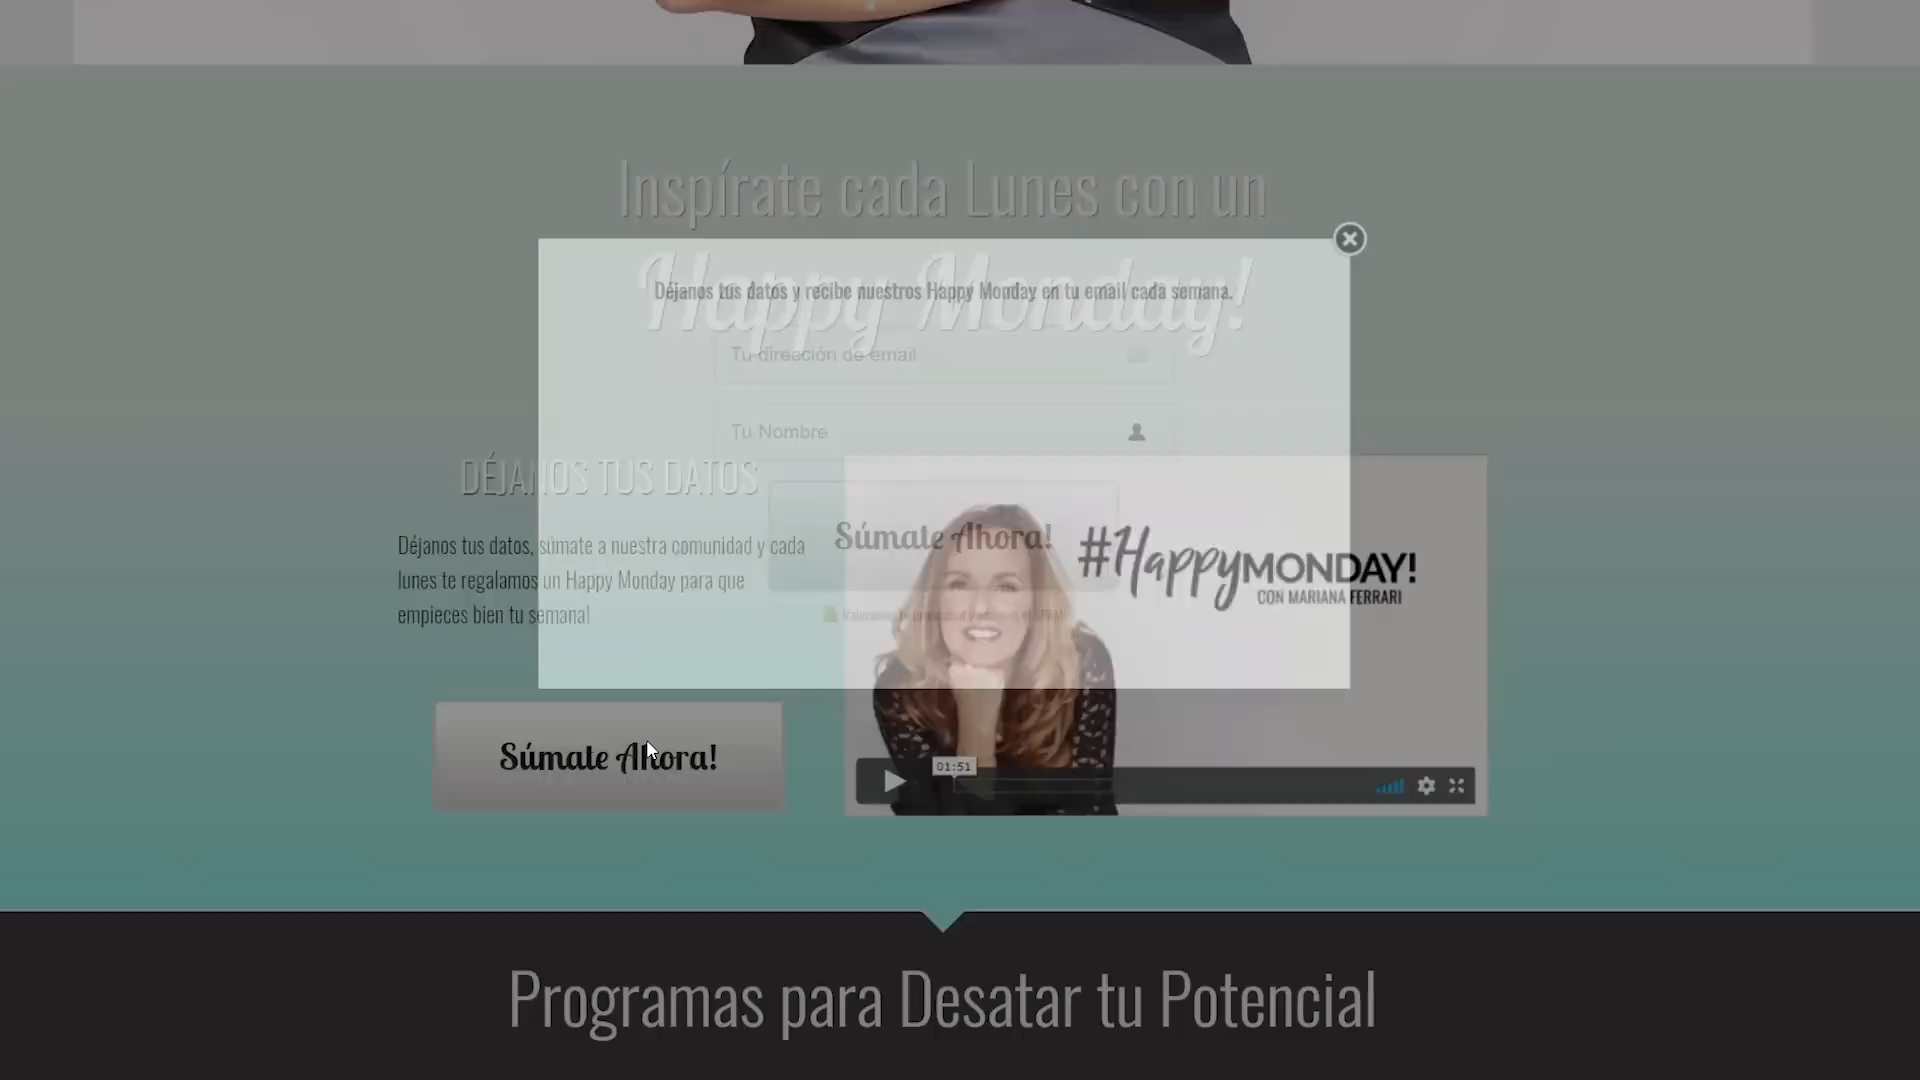 Inspírate cada Lunes con un
Happy Monday!
Déjanos tus datos y recibe nuestros Happy Monday en tu email cada semana.
Tu dirección de email
Tu Nombre
Súmate Ahora!
DÉJANOS TUS DATOS
Déjanos tus datos, súmate a nuestra comunidad y cada
lunes te regalamos un Happy Monday para que
empieces bien tu semana!
Súmate Ahora!
#HappyMONDAY!
CON MARIANA FERRARI
01:51
Programas para Desatar tu Potencial